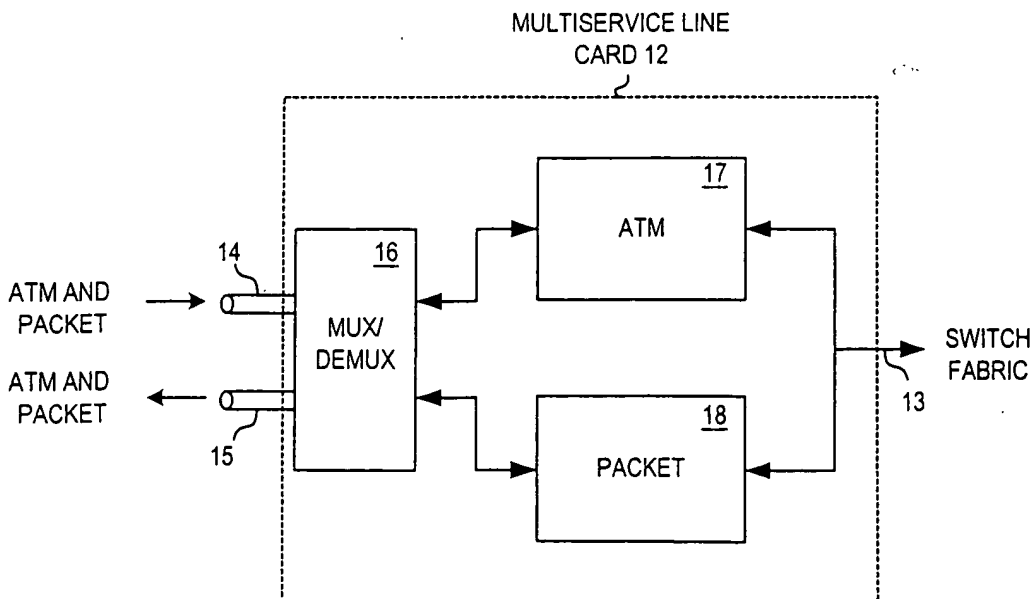 MULTISERVICE LINE
CARD 12
17
ATM
14
16
ATM AND
PACKET
MUX/
DEMUX
SWITCH
FABRIC
13
ATM AND
PACKET
15
18
PACKET